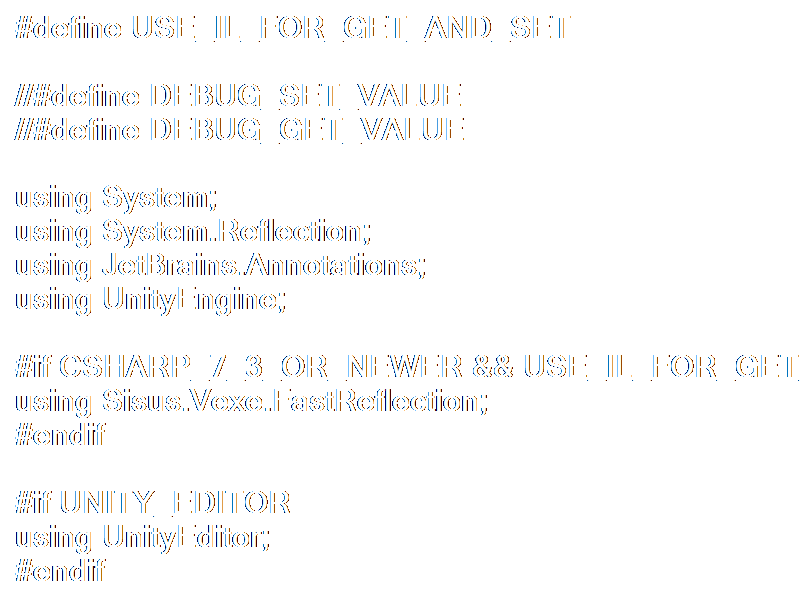 #define USE_IL_FOR_GET_AND_SET
//#define DEBUG_SET_VALUE
//#define DEBUG_GET_VALUE
using System;
using System.Reflection;
using JetBrains.Annotations;
using UnityEngine;
#if CSHARP_7_3_OR_NEWER && USE_IL_FOR_GET
using Sisus.Vexe.FastReflection;
#endif
#if UNITY_EDITOR
using UnityEditor;
#endif